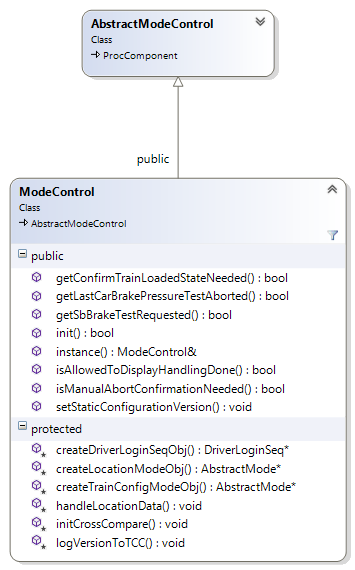 AbstractModeControl
Class
ProcComponent
public
ModeControl
Class
AbstractModeControl
public
getConfirmTrainLoadedStateNeeded() : bool
getLastCarBrakePressureTestAborted() : bool
getSbBrakeTestRequested() : bool
init() : bool
instance() : ModeControl&
isAllowedToDisplayHandlingDone() : bool
isManualAbortConfirmationNeeded() : bool
setStaticConfigurationVersion() : void
protected
createDriverLoginSeqObj() : DriverLoginSeq*
createLocationModeObj() : AbstractMode*
createTrainConfigModeObj() : AbstractMode*
handleLocationData() : void
initCrossCompare() : void
logVersionToTCC() : void